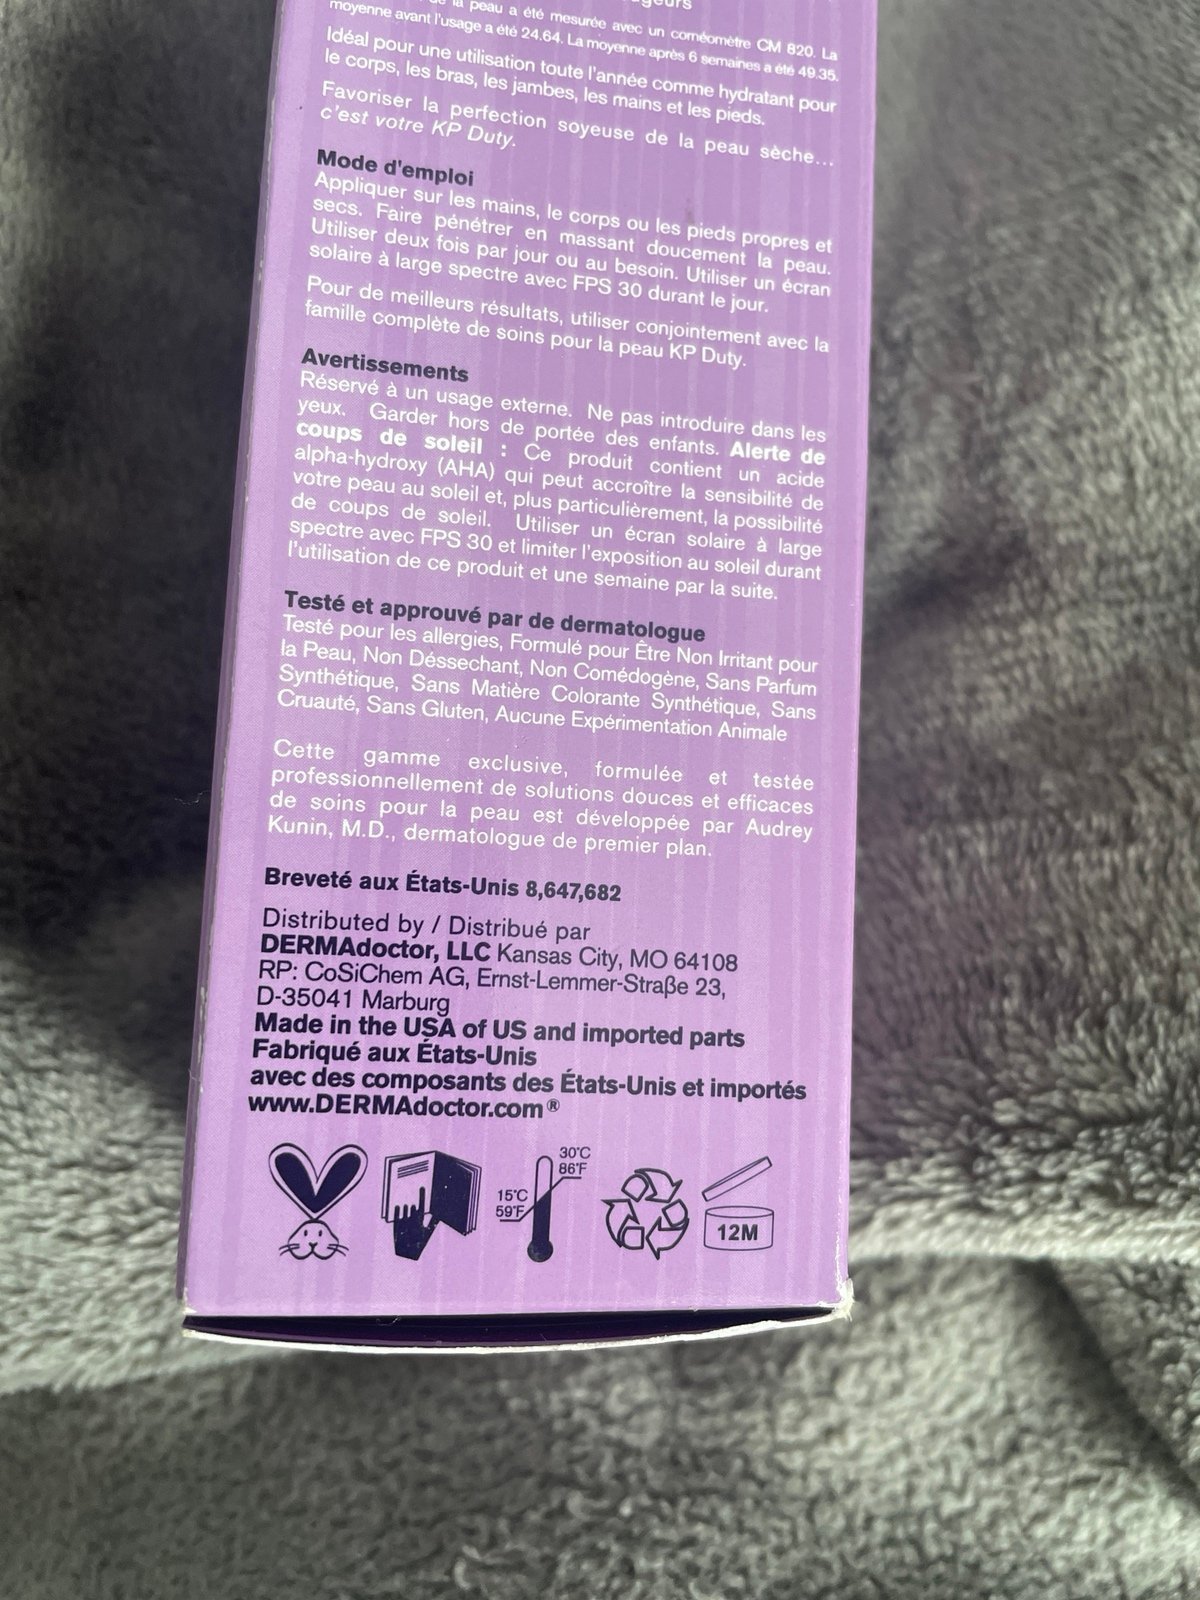 de la peau a été mesurée avec un cornéomètre CM 820. La
moyenne avant l'usage a été 24.64. La moyenne après 6 semaines a été 49.35.
Idéal pour une utilisation toute l'année comme hydratant pour
le corps, les bras, les jambes, les mains et les pieds.
Favoriser la perfection soyeuse de la peau sèche...
c'est votre KP Duty.
Mode d'emploi
Appliquer sur les mains, le corps ou les pieds propres et
secs. Faire pénétrer en massant doucement la peau.
Utiliser deux fois par jour ou au besoin. Utiliser un écran
solaire à large spectre avec FPS 30 durant le jour.
Pour de meilleurs résultats, utiliser conjointement avec la
famille complète de soins pour la peau KP Duty.
Avertissements
Réservé à un usage externe. Ne pas introduire dans les
yeux. Garder hors de portée des enfants. Alerte de
coups de soleil : Ce produit contient un acide
alpha-hydroxy (AHA) qui peut accroître la sensibilité de
votre peau au soleil et, plus particulièrement, la possibilité
de coups de soleil. Utiliser un écran solaire à large
spectre avec FPS 30 et limiter l'exposition au soleil durant
l'utilisation de ce produit et une semaine par la suite.
Testé et approuvé par de dermatologue
Testé pour les allergies, Formulé pour Être Non Irritant pour
la Peau, Non Déssechant, Non Comédogène, Sans Parfum
Synthétique, Sans Matière Colorante Synthétique, Sans
Cruauté, Sans Gluten, Aucune Expérimentation Animale
Cette gamme exclusive, formulée et testée
professionnellement de solutions douces et efficaces
de soins pour la peau est développée par Audrey
Kunin, M.D., dermatologue de premier plan.
Breveté aux États-Unis 8,647,682
Distributed by / Distribué par
DERMAdoctor, LLC Kansas City, MO 64108
RP: CoSiChem AG, Ernst-Lemmer-Straße 23,
D-35041 Marburg
Made in the USA of US and imported parts
Fabriqué aux États-Unis
avec des composants des États-Unis et importés
www.DERMAdoctor.com®
30°C
86°F
15°C
59°F
12M